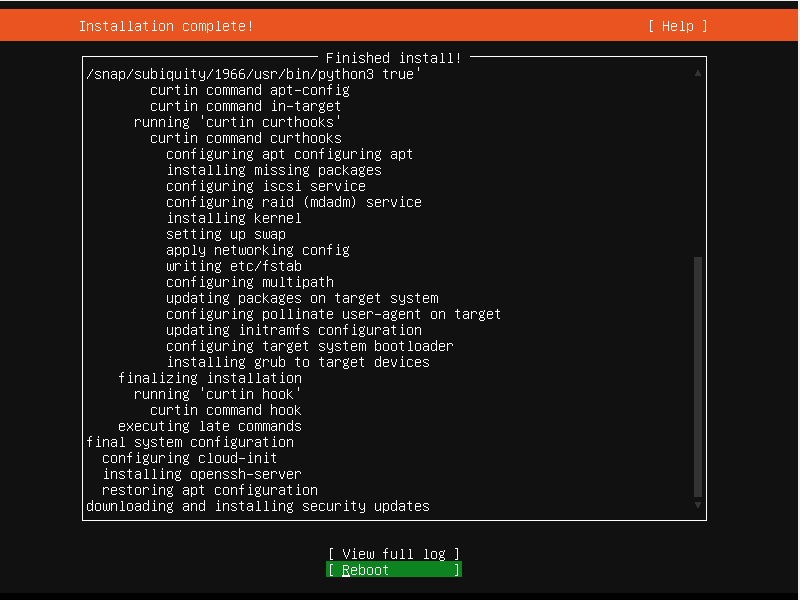 Installation complete!
[ Help ]
Finished install!
/snap/subiquity/1966/usr/bin/python3 true'
curtin command apt-config
curtin command in-target
running 'curtin curthooks'
curtin command curthooks
configuring apt configuring apt
installing missing packages
configuring iscsi service
configuring raid (mdadm) service
installing kernel
setting up swap
apply networking config
writing etc/fstab
configuring multipath
updating packages on target system
configuring pollinate user-agent on target
updating initramfs configuration
configuring target system bootloader
installing grub to target devices
finalizing installation
running 'curtin hook'
curtin command hook
executing late commands
final system configuration
configuring cloud-init
installing openssh-server
restoring apt configuration
downloading and installing security updates
[ View full log ]
[ Reboot ]